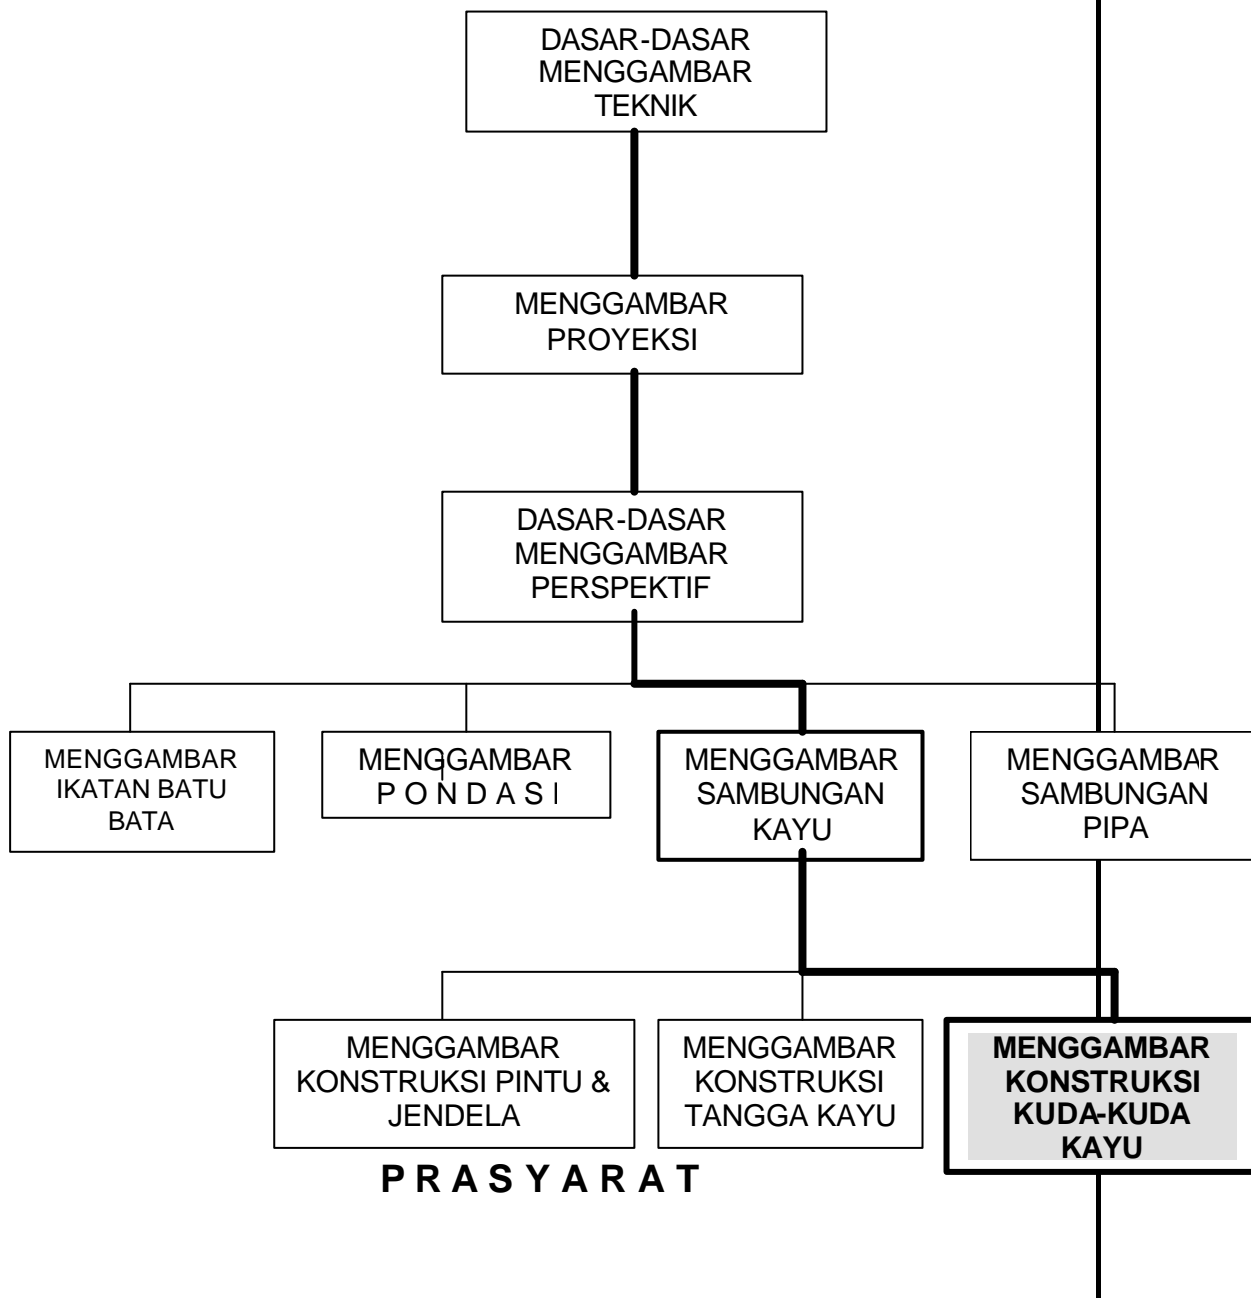 DASAR-DASAR
MENGGAMBAR
TEKNIK
MENGGAMBAR
PROYEKSI
DASAR-DASAR
MENGGAMBAR
PERSPEKTIF
MENGGAMBAR
IKATAN BATU
BATA
MENGGAMBAR
P O N D A S I
MENGGAMBAR
SAMBUNGAN
KAYU
MENGGAMBAR
SAMBUNGAN
PIPA
MENGGAMBAR
KONSTRUKSI PINTU &
JENDELA
MENGGAMBAR
KONSTRUKSI
TANGGA KAYU
MENGGAMBAR
KONSTRUKSI
KUDA-KUDA
KAYU
P R A S Y A R A T